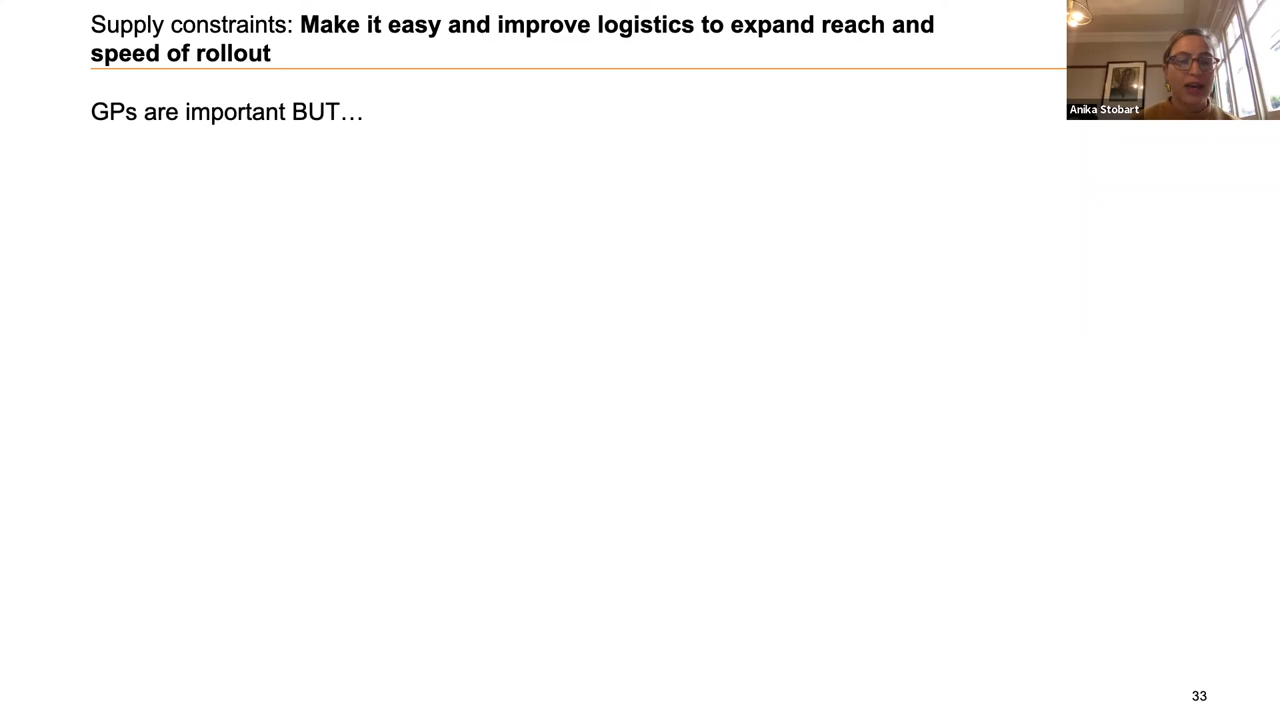 Supply constraints: Make it easy and improve logistics to expand reach and
speed of rollout
GPs are important BUT…
Anika Stobart
33